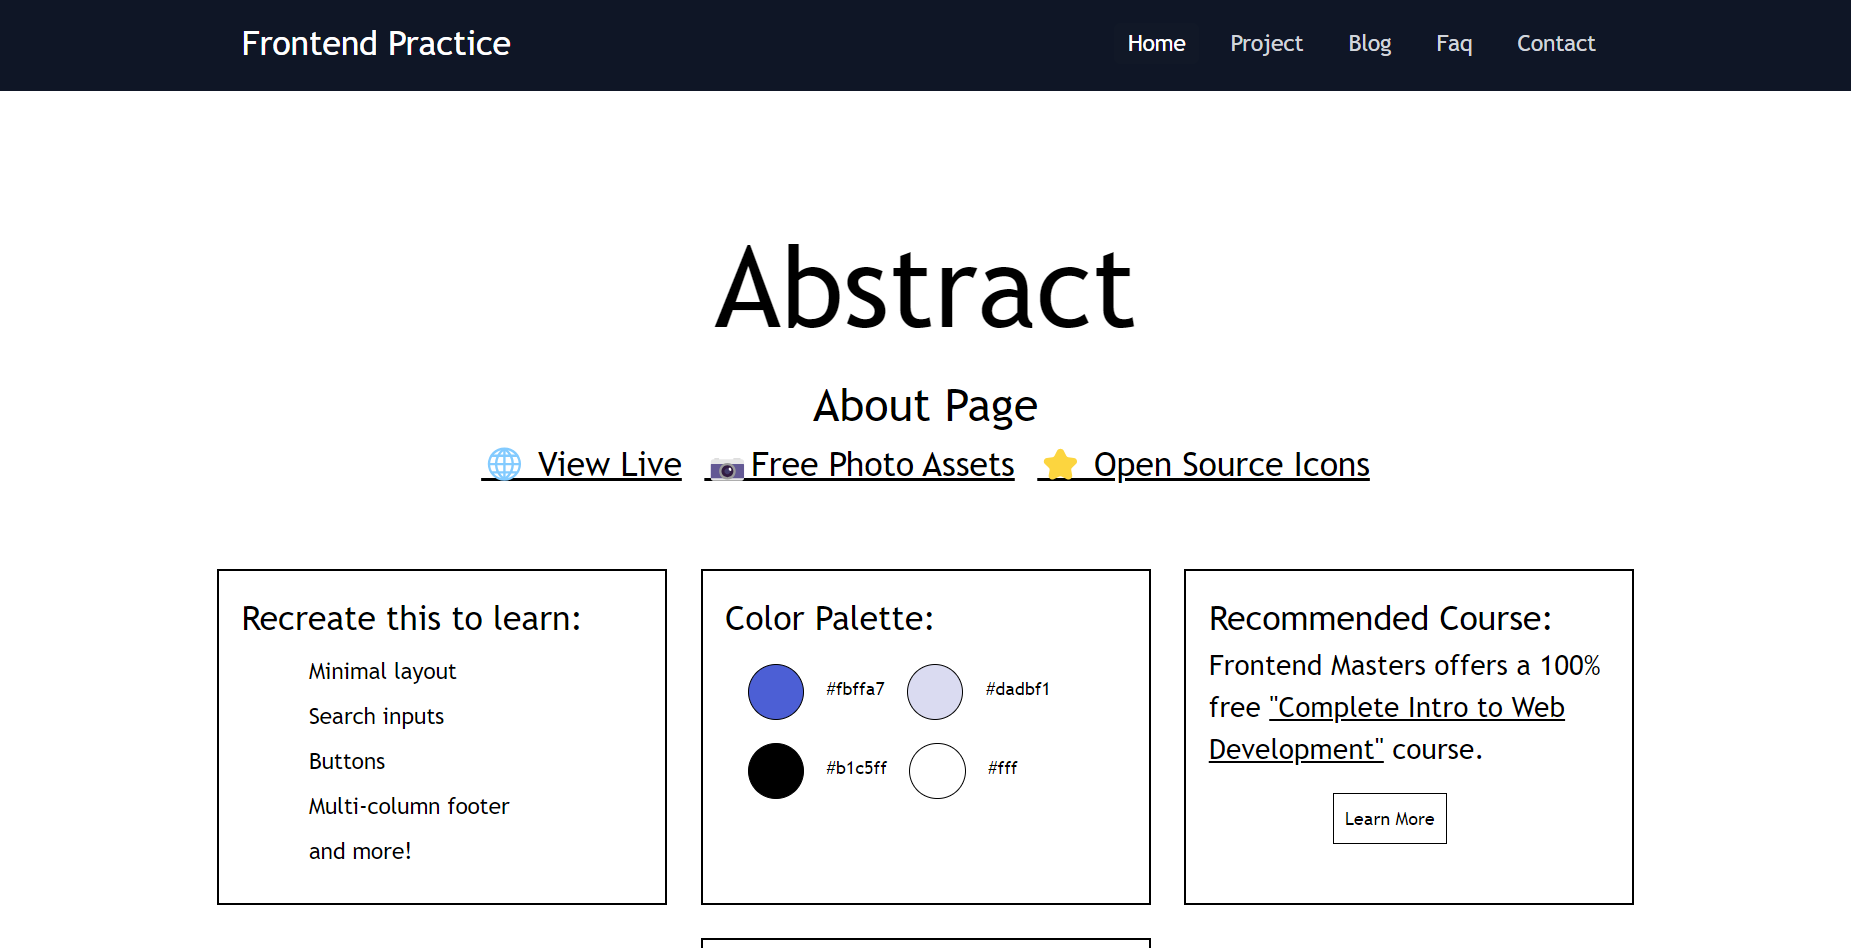 Frontend Practice
Home Project Blog Faq Contact
Abstract
About Page
View Live Free Photo Assets Open Source Icons
Recreate this to learn:
Minimal layout
Search inputs
Buttons
Multi-column footer
and more!
Color Palette:
#fbffa7 #dadbf1
#b1c5ff #fff
Recommended Course:
Frontend Masters offers a 100%
free "Complete Intro to Web
Development" course.
Learn More